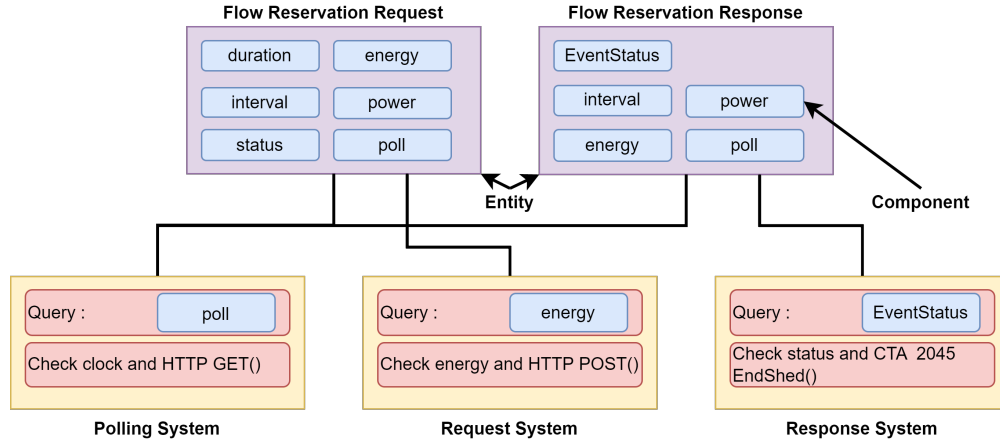 Flow Reservation Request
Flow Reservation Response
duration
energy
interval
power
status
poll
EventStatus
interval
power
energy
poll
Entity
Component
Query :
poll
Check clock and HTTP GET()
Polling System
Query :
energy
Check energy and HTTP POST()
Request System
Query :
EventStatus
Check status and CTA 2045
EndShed()
Response System